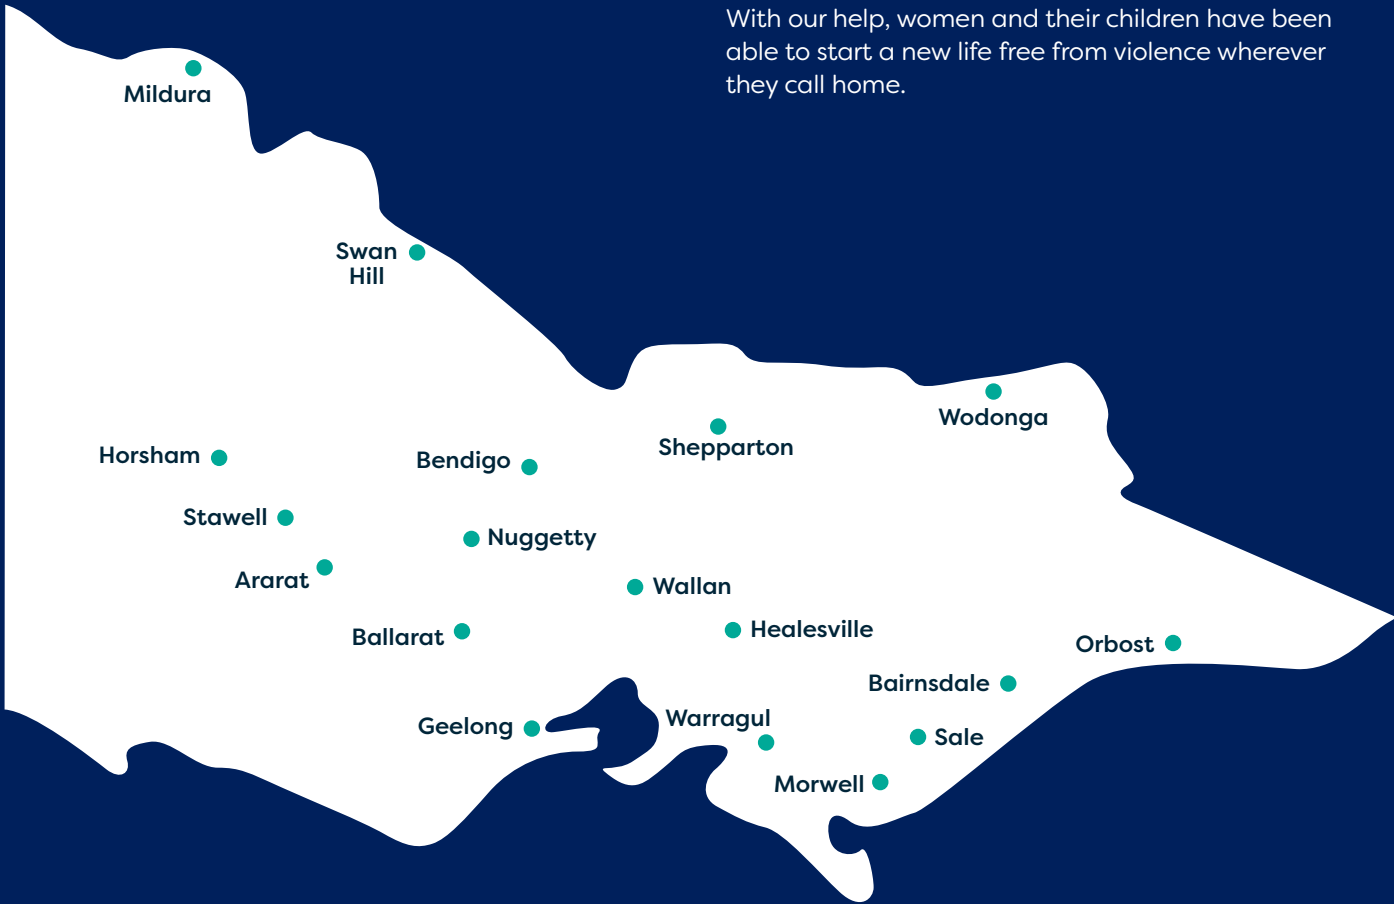 With our help, women and their children have been
able to start a new life free from violence wherever
they call home.
Mildura
Swan
Hill
Wodonga
Shepparton
Horsham
Bendigo
Stawell
Nuggetty
Ararat
Wallan
Ballarat
Healesville
Orbost
Bairnsdale
Geelong
Warragul
Sale
Morwell